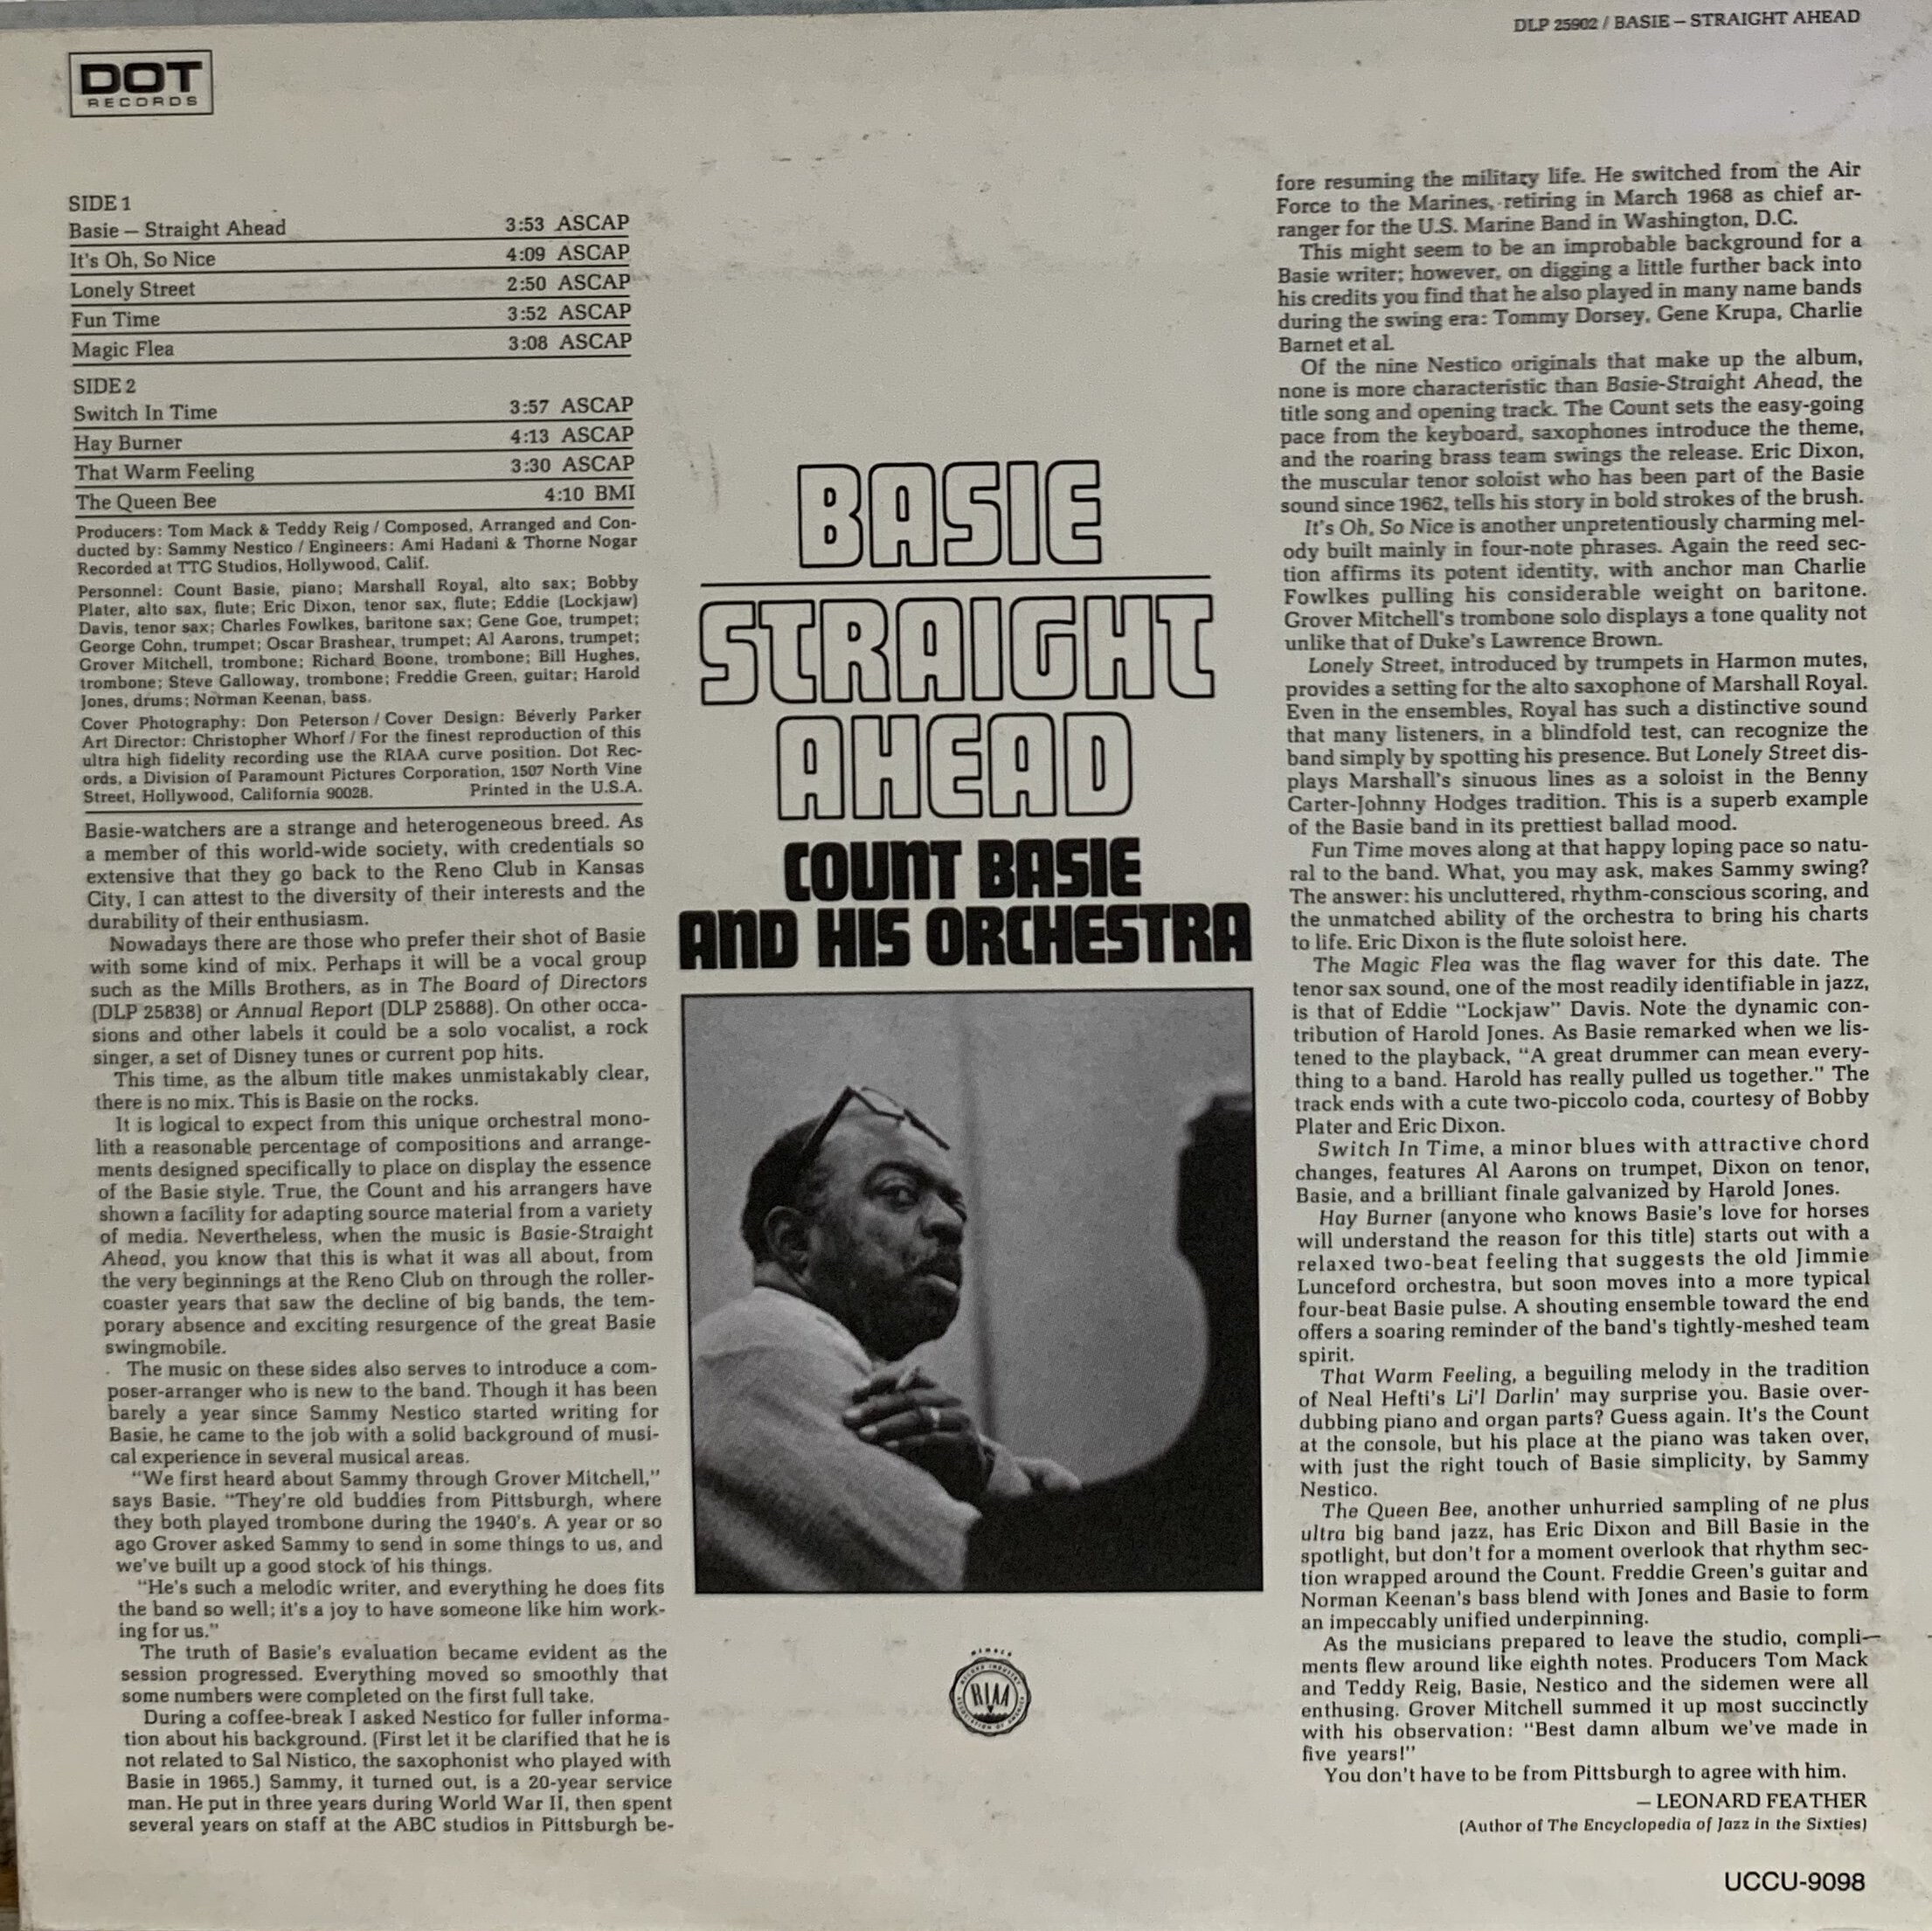 DLP 25902 / BASIE – STRAIGHT AHEAD
DOT
RECORDS
SIDE 1
Basie – Straight Ahead 3:53 ASCAP
It's Oh, So Nice 4:09 ASCAP
Lonely Street 2:50 ASCAP
Fun Time 3:52 ASCAP
Magic Flea 3:08 ASCAP
SIDE 2
Switch In Time 3:57 ASCAP
Hay Burner 4:13 ASCAP
That Warm Feeling 3:30 ASCAP
The Queen Bee 4:10 BMI
Producers: Tom Mack & Teddy Reig / Composed, Arranged and Con-
ducted by: Sammy Nestico / Engineers: Ami Hadani & Thorne Nogar
Recorded at TTG Studios, Hollywood, Calif.
Personnel: Count Basie, piano; Marshall Royal, alto sax; Bobby
Plater, alto sax, flute; Eric Dixon, tenor sax, flute; Eddie (Lockjaw)
Davis, tenor sax; Charles Fowlkes, baritone sax; Gene Goe, trumpet;
George Cohn, trumpet; Oscar Brashear, trumpet; Al Aarons, trumpet;
Grover Mitchell, trombone; Richard Boone, trombone; Bill Hughes,
trombone; Steve Galloway, trombone; Freddie Green, guitar; Harold
Jones, drums; Norman Keenan, bass.
Cover Photography: Don Peterson / Cover Design: Beverly Parker
Art Director: Christopher Whorf / For the finest reproduction of this
ultra high fidelity recording use the RIAA curve position. Dot Rec-
ords, a Division of Paramount Pictures Corporation, 1507 North Vine
Street, Hollywood, California 90028. Printed in the U.S.A.
Basie-watchers are a strange and heterogeneous breed. As
a member of this world-wide society, with credentials so
extensive that they go back to the Reno Club in Kansas
City, I can attest to the diversity of their interests and the
durability of their enthusiasm.
Nowadays there are those who prefer their shot of Basie
with some kind of mix. Perhaps it will be a vocal group
such as the Mills Brothers, as in The Board of Directors
(DLP 25838) or Annual Report (DLP 25888). On other occa-
sions and other labels it could be a solo vocalist, a rock
singer, a set of Disney tunes or current pop hits.
This time, as the album title makes unmistakably clear,
there is no mix. This is Basie on the rocks.
It is logical to expect from this unique orchestral mono-
lith a reasonable percentage of compositions and arrange-
ments designed specifically to place on display the essence
of the Basie style. True, the Count and his arrangers have
shown a facility for adapting source material from a variety
of media. Nevertheless, when the music is Basie-Straight
Ahead, you know that this is what it was all about, from
the very beginnings at the Reno Club on through the roller-
coaster years that saw the decline of big bands, the tem-
porary absence and exciting resurgence of the great Basie
swingmobile.
The music on these sides also serves to introduce a com-
poser-arranger who is new to the band. Though it has been
barely a year since Sammy Nestico started writing for
Basie, he came to the job with a solid background of musi-
cal experience in several musical areas.
"We first heard about Sammy through Grover Mitchell,"
says Basie. "They're old buddies from Pittsburgh, where
they both played trombone during the 1940's. A year or so
ago Grover asked Sammy to send in some things to us, and
we've built up a good stock of his things.
"He's such a melodic writer, and everything he does fits
the band so well; it's a joy to have someone like him work-
ing for us."
The truth of Basie's evaluation became evident as the
session progressed. Everything moved so smoothly that
some numbers were completed on the first full take.
During a coffee-break I asked Nestico for fuller informa-
tion about his background. (First let it be clarified that he is
not related to Sal Nistico, the saxophonist who played with
Basie in 1965.) Sammy, it turned out, is a 20-year service
man. He put in three years during World War II, then spent
several years on staff at the ABC studios in Pittsburgh be-
BASIE
STRAIGHT
AHEAD
COUNT BASIE
AND HIS ORCHESTRA
MEMBER
RECORD INDUSTRY
RIAA
ASSOCIATION OF AMERICA
fore resuming the military life. He switched from the Air
Force to the Marines, retiring in March 1968 as chief ar-
ranger for the U.S. Marine Band in Washington, D.C.
This might seem to be an improbable background for a
Basie writer; however, on digging a little further back into
his credits you find that he also played in many name bands
during the swing era: Tommy Dorsey, Gene Krupa, Charlie
Barnet et al.
Of the nine Nestico originals that make up the album,
none is more characteristic than Basie-Straight Ahead, the
title song and opening track. The Count sets the easy-going
pace from the keyboard, saxophones introduce the theme,
and the roaring brass team swings the release. Eric Dixon,
the muscular tenor soloist who has been part of the Basie
sound since 1962, tells his story in bold strokes of the brush.
It's Oh, So Nice is another unpretentiously charming mel-
ody built mainly in four-note phrases. Again the reed sec-
tion affirms its potent identity, with anchor man Charlie
Fowlkes pulling his considerable weight on baritone.
Grover Mitchell's trombone solo displays a tone quality not
unlike that of Duke's Lawrence Brown.
Lonely Street, introduced by trumpets in Harmon mutes,
provides a setting for the alto saxophone of Marshall Royal.
Even in the ensembles, Royal has such a distinctive sound
that many listeners, in a blindfold test, can recognize the
band simply by spotting his presence. But Lonely Street dis-
plays Marshall's sinuous lines as a soloist in the Benny
Carter-Johnny Hodges tradition. This is a superb example
of the Basie band in its prettiest ballad mood.
Fun Time moves along at that happy loping pace so natu-
ral to the band. What, you may ask, makes Sammy swing?
The answer: his uncluttered, rhythm-conscious scoring, and
the unmatched ability of the orchestra to bring his charts
to life. Eric Dixon is the flute soloist here.
The Magic Flea was the flag waver for this date. The
tenor sax sound, one of the most readily identifiable in jazz,
is that of Eddie "Lockjaw" Davis. Note the dynamic con-
tribution of Harold Jones. As Basie remarked when we lis-
tened to the playback, "A great drummer can mean every-
thing to a band. Harold has really pulled us together." The
track ends with a cute two-piccolo coda, courtesy of Bobby
Plater and Eric Dixon.
Switch In Time, a minor blues with attractive chord
changes, features Al Aarons on trumpet, Dixon on tenor,
Basie, and a brilliant finale galvanized by Harold Jones.
Hay Burner (anyone who knows Basie's love for horses
will understand the reason for this title) starts out with a
relaxed two-beat feeling that suggests the old Jimmie
Lunceford orchestra, but soon moves into a more typical
four-beat Basie pulse. A shouting ensemble toward the end
offers a soaring reminder of the band's tightly-meshed team
spirit.
That Warm Feeling, a beguiling melody in the tradition
of Neal Hefti's Li'l Darlin' may surprise you. Basie over-
dubbing piano and organ parts? Guess again. It's the Count
at the console, but his place at the piano was taken over,
with just the right touch of Basie simplicity, by Sammy
Nestico.
The Queen Bee, another unhurried sampling of ne plus
ultra big band jazz, has Eric Dixon and Bill Basie in the
spotlight, but don't for a moment overlook that rhythm sec-
tion wrapped around the Count. Freddie Green's guitar and
Norman Keenan's bass blend with Jones and Basie to form
an impeccably unified underpinning.
As the musicians prepared to leave the studio, compli-
ments flew around like eighth notes. Producers Tom Mack
and Teddy Reig, Basie, Nestico and the sidemen were all
enthusing. Grover Mitchell summed it up most succinctly
with his observation: "Best damn album we've made in
five years!"
You don't have to be from Pittsburgh to agree with him.
– LEONARD FEATHER
(Author of The Encyclopedia of Jazz in the Sixties)
UCCU-9098